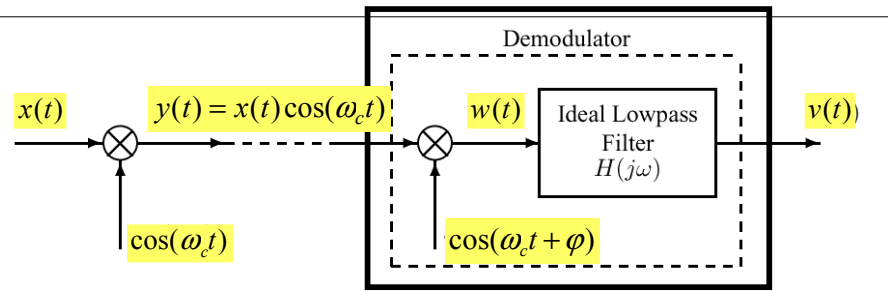 Demodulator
x(t)
y(t) = x(t)cos(ω_c t)
w(t)
Ideal Lowpass
Filter
H(jω)
v(t))
cos(ω_c t)
cos(ω_c t + φ)